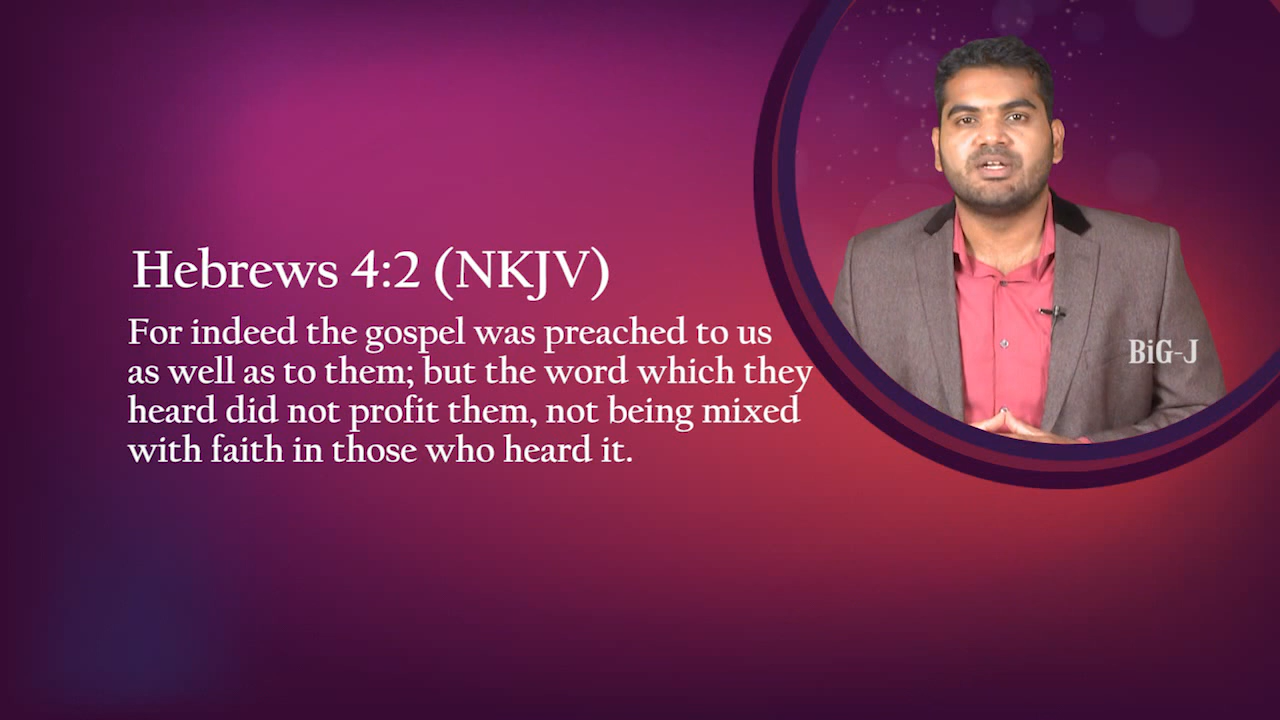 Hebrews 4:2 (NKJV)
For indeed the gospel was preached to us
as well as to them; but the word which they
heard did not profit them, not being mixed
with faith in those who heard it.
BiG-J